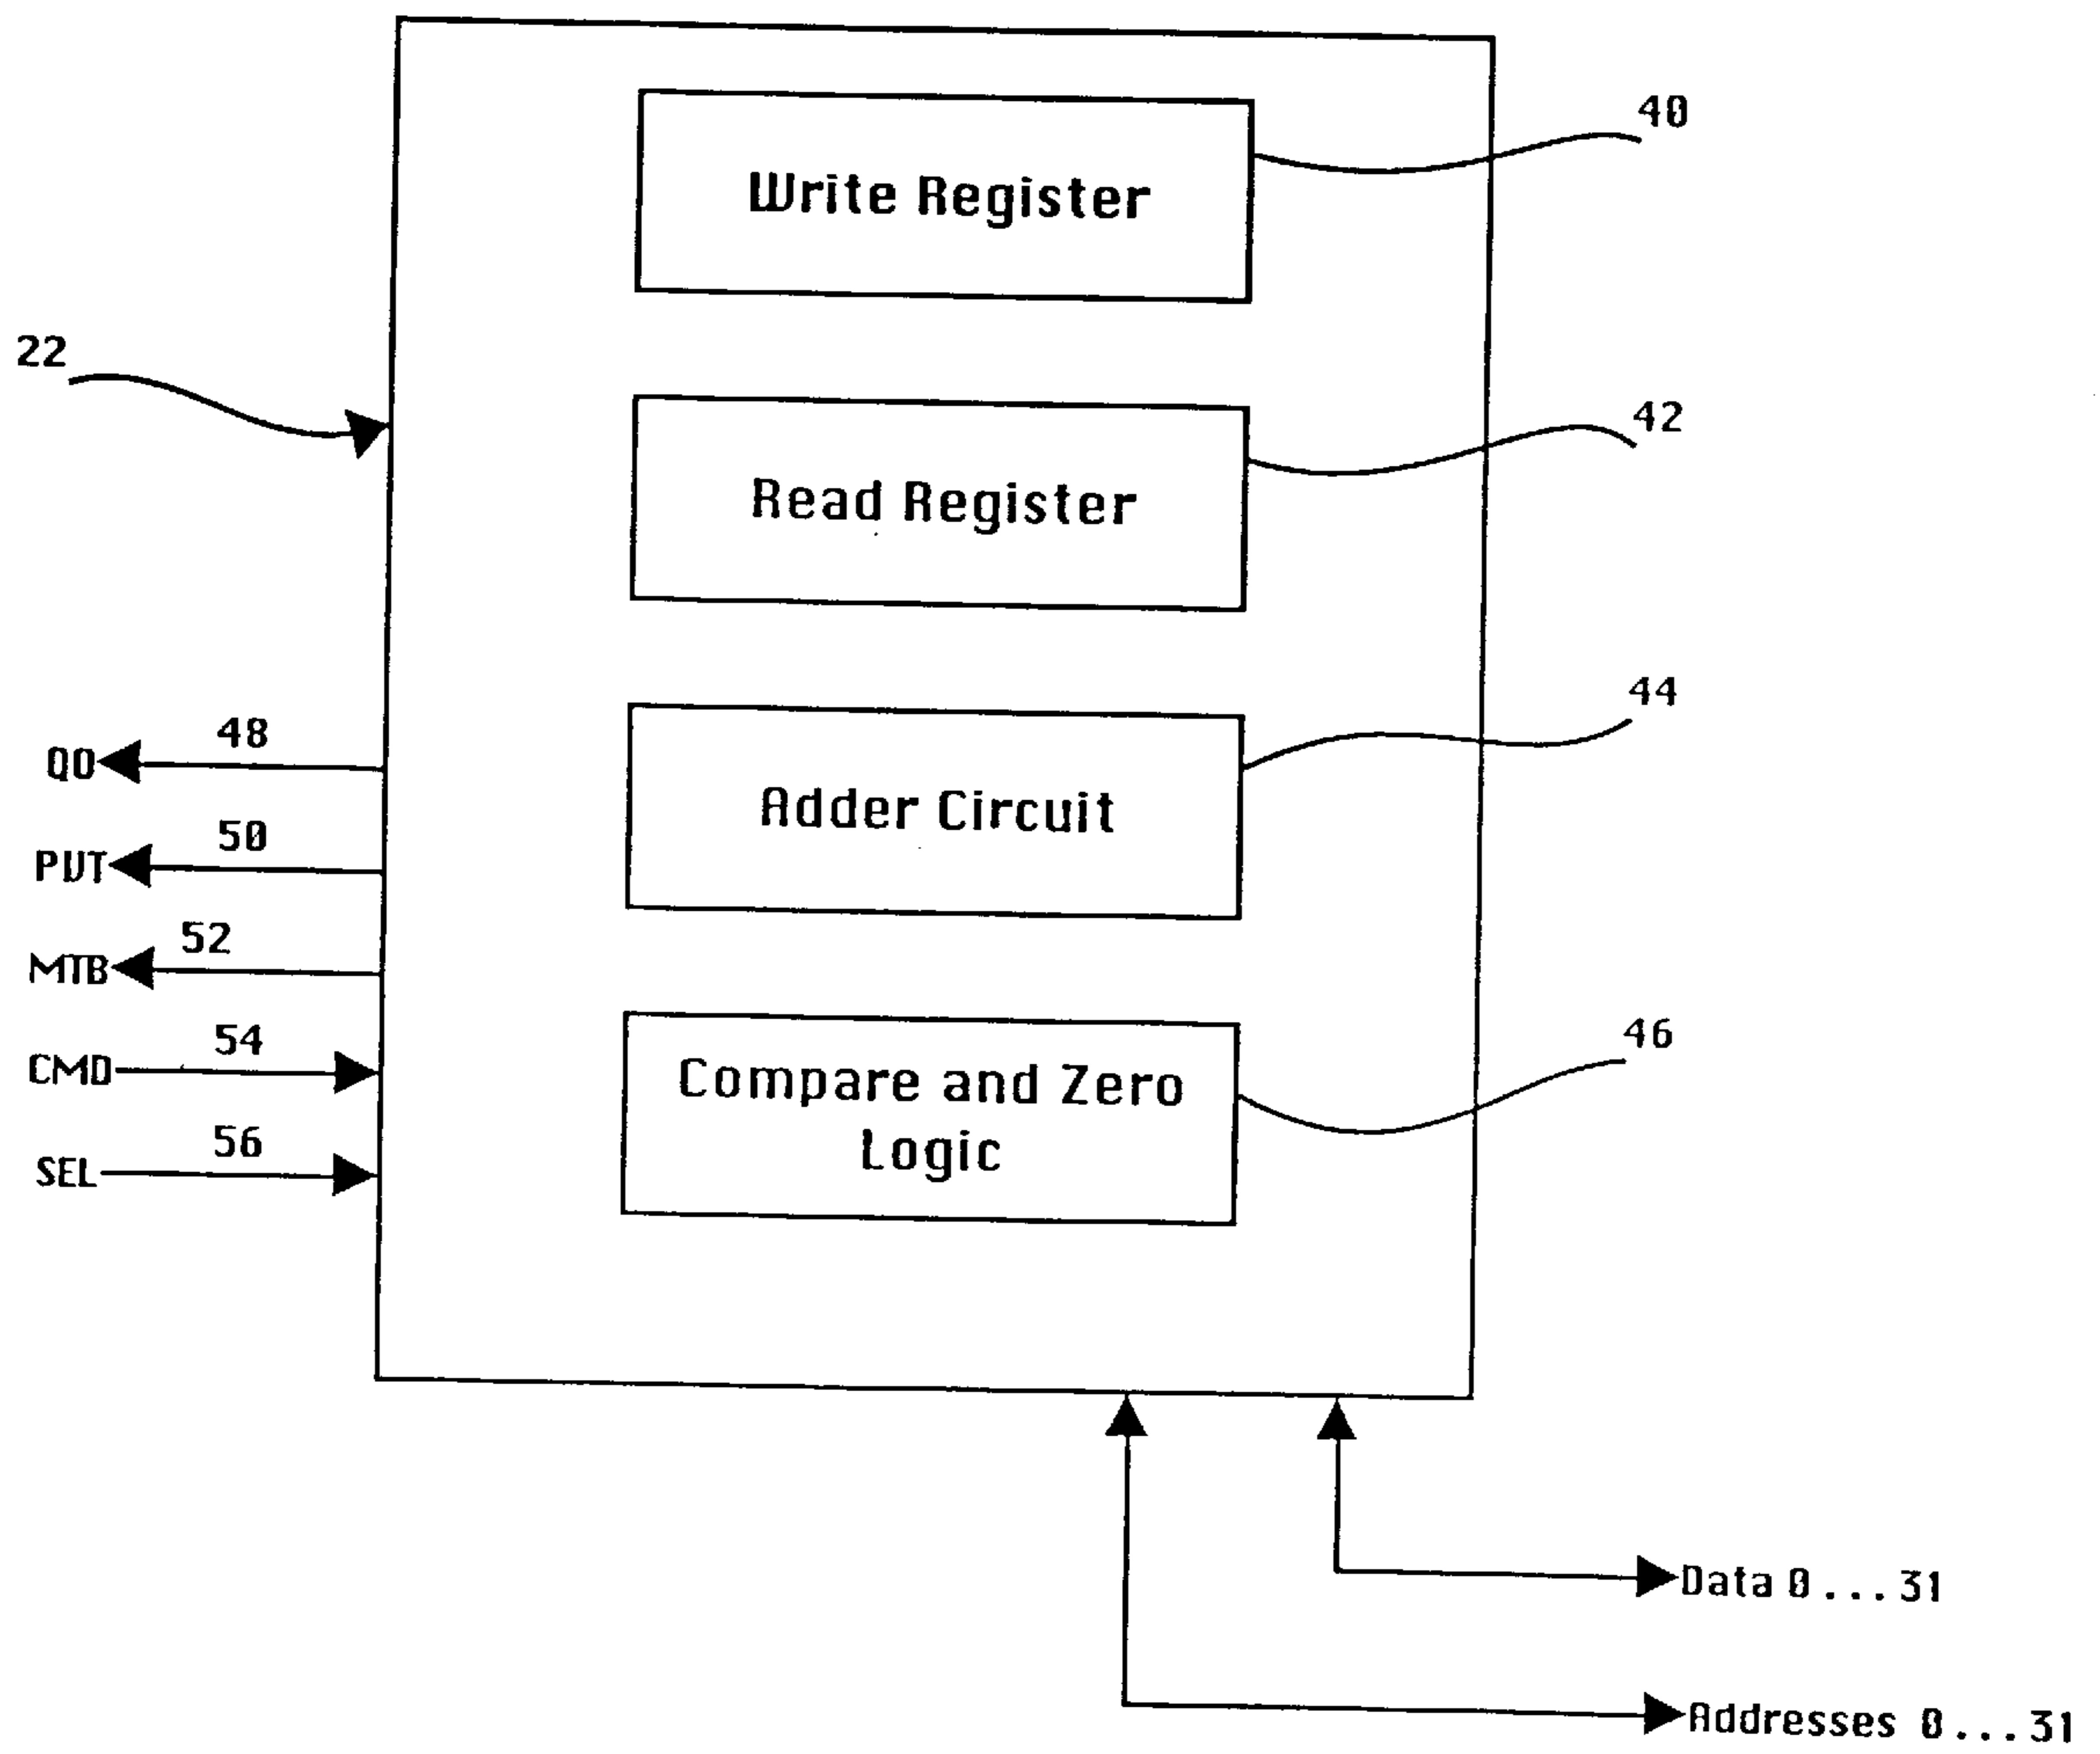 40
Write Register
22
42
Read Register
44
48
QO
Adder Circuit
50
PWT
52
MTB
46
54
CMD
Compare and Zero
Logic
56
SEL
Data 0...31
Addresses 0...31